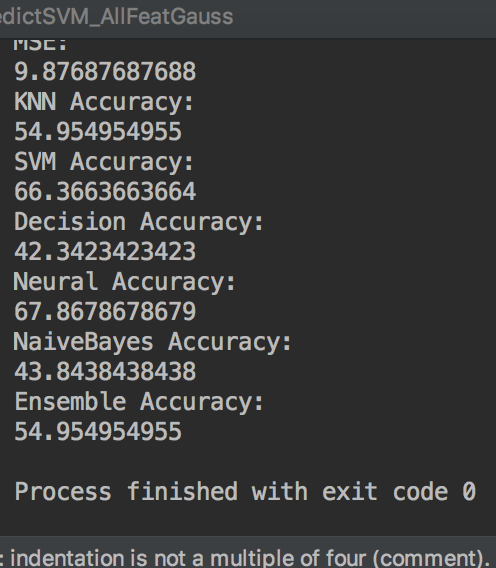 edictSVM_AllFeatGauss
MSE:
9.87687687688
KNN Accuracy:
54.954954955
SVM Accuracy:
66.3663663664
Decision Accuracy:
42.3423423423
Neural Accuracy:
67.8678678679
NaiveBayes Accuracy:
43.8438438438
Ensemble Accuracy:
54.954954955
Process finished with exit code 0
: indentation is not a multiple of four (comment).